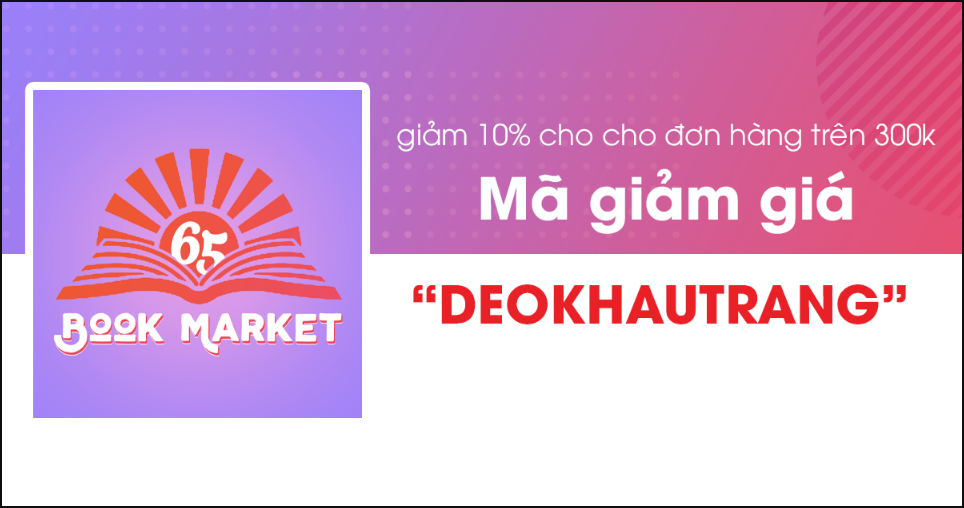 giảm 10% cho cho đơn hàng trên 300k
Mã giảm giá
“DEOKHAUTRANG”
65
BOOK MARKET